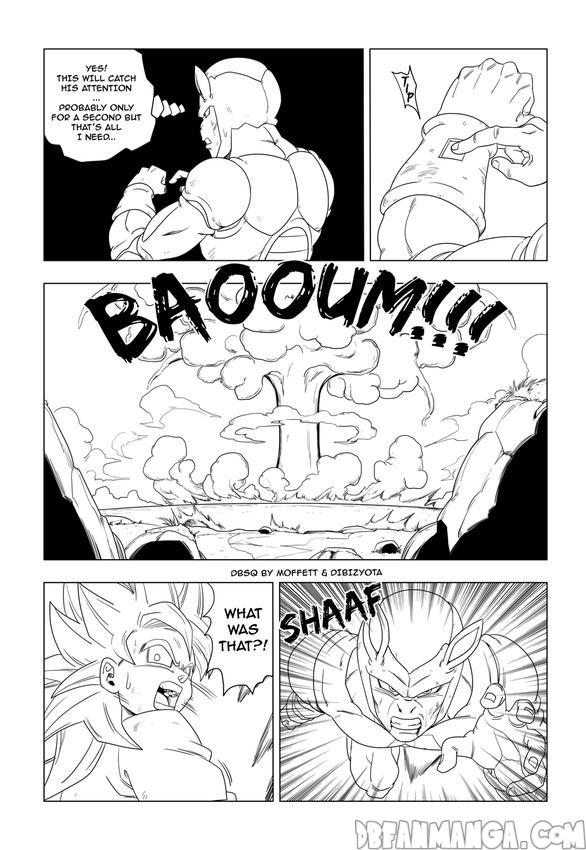 YES!
THIS WILL CATCH
HIS ATTENTION
...
PROBABLY ONLY
FOR A SECOND BUT
THAT'S ALL
I NEED...
TIP
BAOOOUM!!!
DBSQ BY MOFFETT & DIBIZYOTA
WHAT
WAS
THAT?!
SHAAF
DBFANMANGA.COM